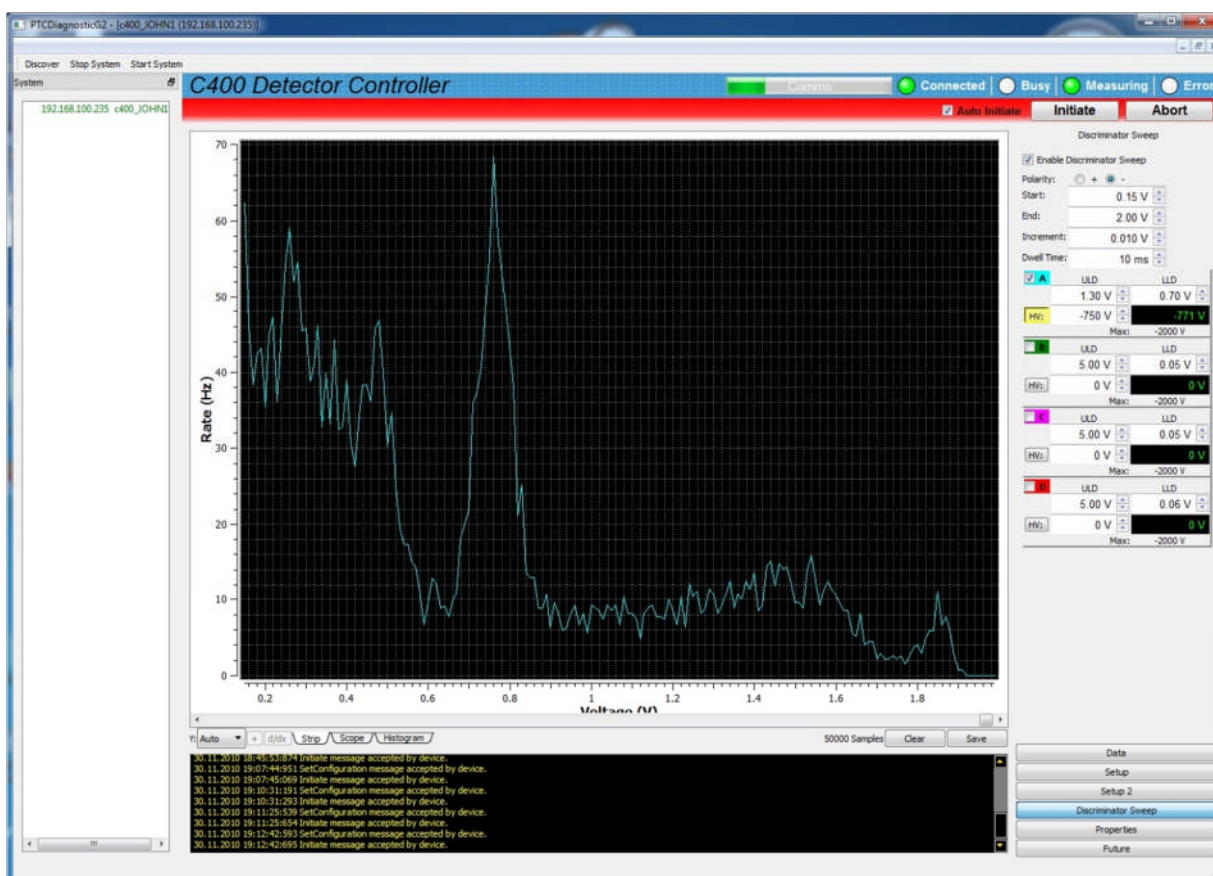 PTCDiagnosticG2 - [c400_JOHN1 (192.168.100.235)]
Discover Stop System Start System
System
192.168.100.235 c400_JOHN1
C400 Detector Controller
Comms
Connected
Busy
Measuring
Error
Auto Initiate
Initiate
Abort
70
60
50
40
30
20
10
0
Rate (Hz)
0.2 0.4 0.6 0.8 1 1.2 1.4 1.6 1.8
Voltage (V)
Discriminator Sweep
Enable Discriminator Sweep
Polarity: + -
Start: 0.15 V
End: 2.00 V
Increment: 0.010 V
Dwell Time: 10 ms
A ULD LLD
1.30 V 0.70 V
HV: -750 V -771 V
Max: -2000 V
B ULD LLD
5.00 V 0.05 V
HV: 0 V 0 V
Max: -2000 V
C ULD LLD
5.00 V 0.05 V
HV: 0 V 0 V
Max: -2000 V
D ULD LLD
5.00 V 0.06 V
HV: 0 V 0 V
Max: -2000 V
Y: Auto + d/dx Strip Scope Histogram
50000 Samples Clear Save
30.11.2010 18:45:53:874 Initiate message accepted by device.
30.11.2010 19:07:44:951 SetConfiguration message accepted by device.
30.11.2010 19:07:45:069 Initiate message accepted by device.
30.11.2010 19:10:31:191 SetConfiguration message accepted by device.
30.11.2010 19:10:31:293 Initiate message accepted by device.
30.11.2010 19:11:25:539 SetConfiguration message accepted by device.
30.11.2010 19:11:25:654 Initiate message accepted by device.
30.11.2010 19:12:42:593 SetConfiguration message accepted by device.
30.11.2010 19:12:42:695 Initiate message accepted by device.
Data
Setup
Setup 2
Discriminator Sweep
Properties
Future